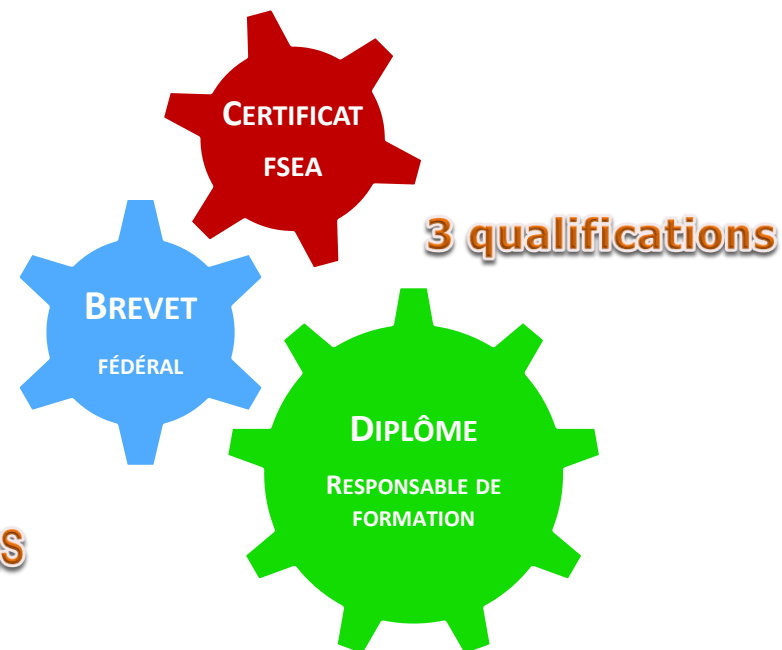 CERTIFICAT
FSEA
3 qualifications
BREVET
FÉDÉRAL
DIPLÔME
RESPONSABLE DE
FORMATION